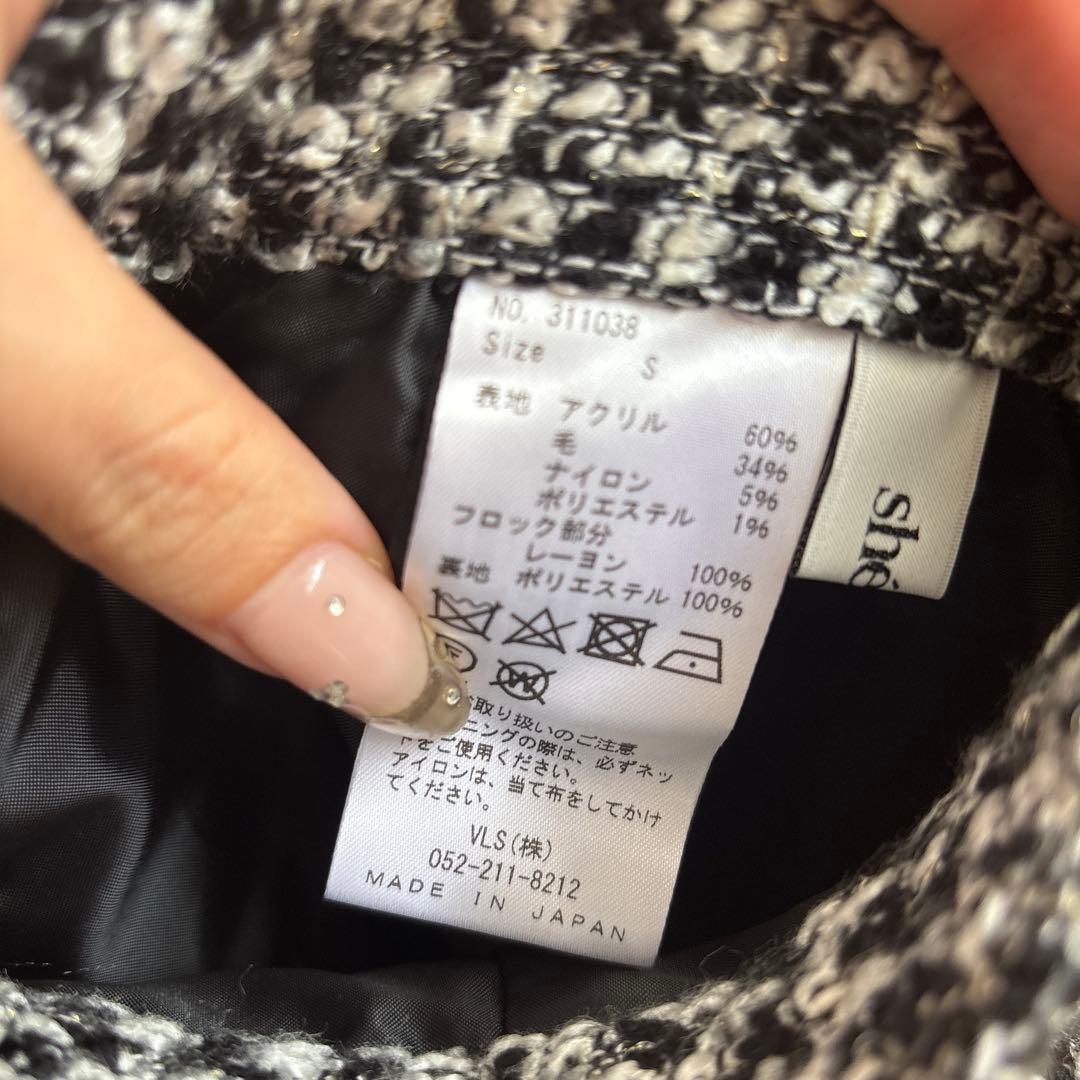 NO. 311038
Size S
表地 アクリル 60%
毛 34%
ナイロン 5%
ポリエステル 1%
フロック部分
レーヨン 100%
裏地 ポリエステル 100%
取り扱いのご注意
ニングの際は、必ずネッ
トをご使用ください。
アイロンは、当て布をしてかけ
てください。
VLS(株)
052-211-8212
MADE IN JAPAN
shé